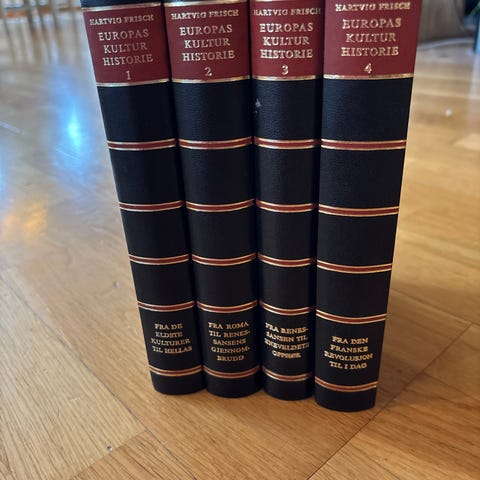 HARTVIG FRISCH
EUROPAS
KULTUR
HISTORIE
1
FRA DE
ELDSTE
KULTURER
TIL HELLAS
HARTVIG FRISCH
EUROPAS
KULTUR
HISTORIE
2
FRA ROMA
TIL RENES-
SANSENS
GJENNOM-
BRUDD
HARTVIG FRISCH
EUROPAS
KULTUR
HISTORIE
3
FRA RENES-
SANSEN TIL
ENEVELDETS
OPPHØR
HARTVIG FRISCH
EUROPAS
KULTUR
HISTORIE
4
FRA DEN
FRANSKE
REVOLUSJON
TIL I DAG